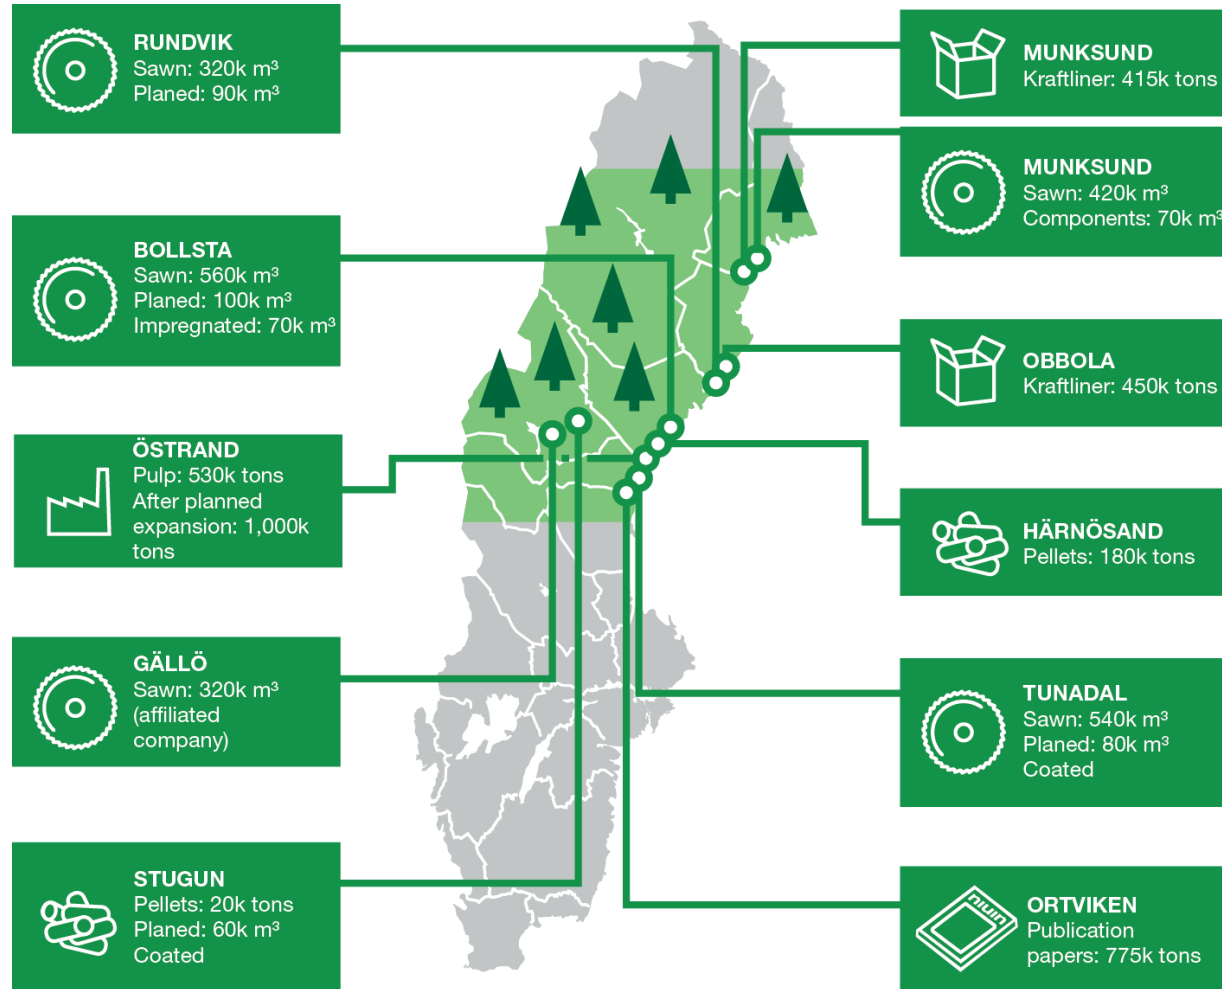 RUNDVIK
Sawn: 320k m³
Planed: 90k m³
BOLLSTA
Sawn: 560k m³
Planed: 100k m³
Impregnated: 70k m³
ÖSTRAND
Pulp: 530k tons
After planned
expansion: 1,000k
tons
GÄLLÖ
Sawn: 320k m³
(affiliated
company)
STUGUN
Pellets: 20k tons
Planed: 60k m³
Coated
MUNKSUND
Kraftliner: 415k tons
MUNKSUND
Sawn: 420k m³
Components: 70k m³
OBBOLA
Kraftliner: 450k tons
HÄRNÖSAND
Pellets: 180k tons
TUNADAL
Sawn: 540k m³
Planed: 80k m³
Coated
ORTVIKEN
Publication
papers: 775k tons